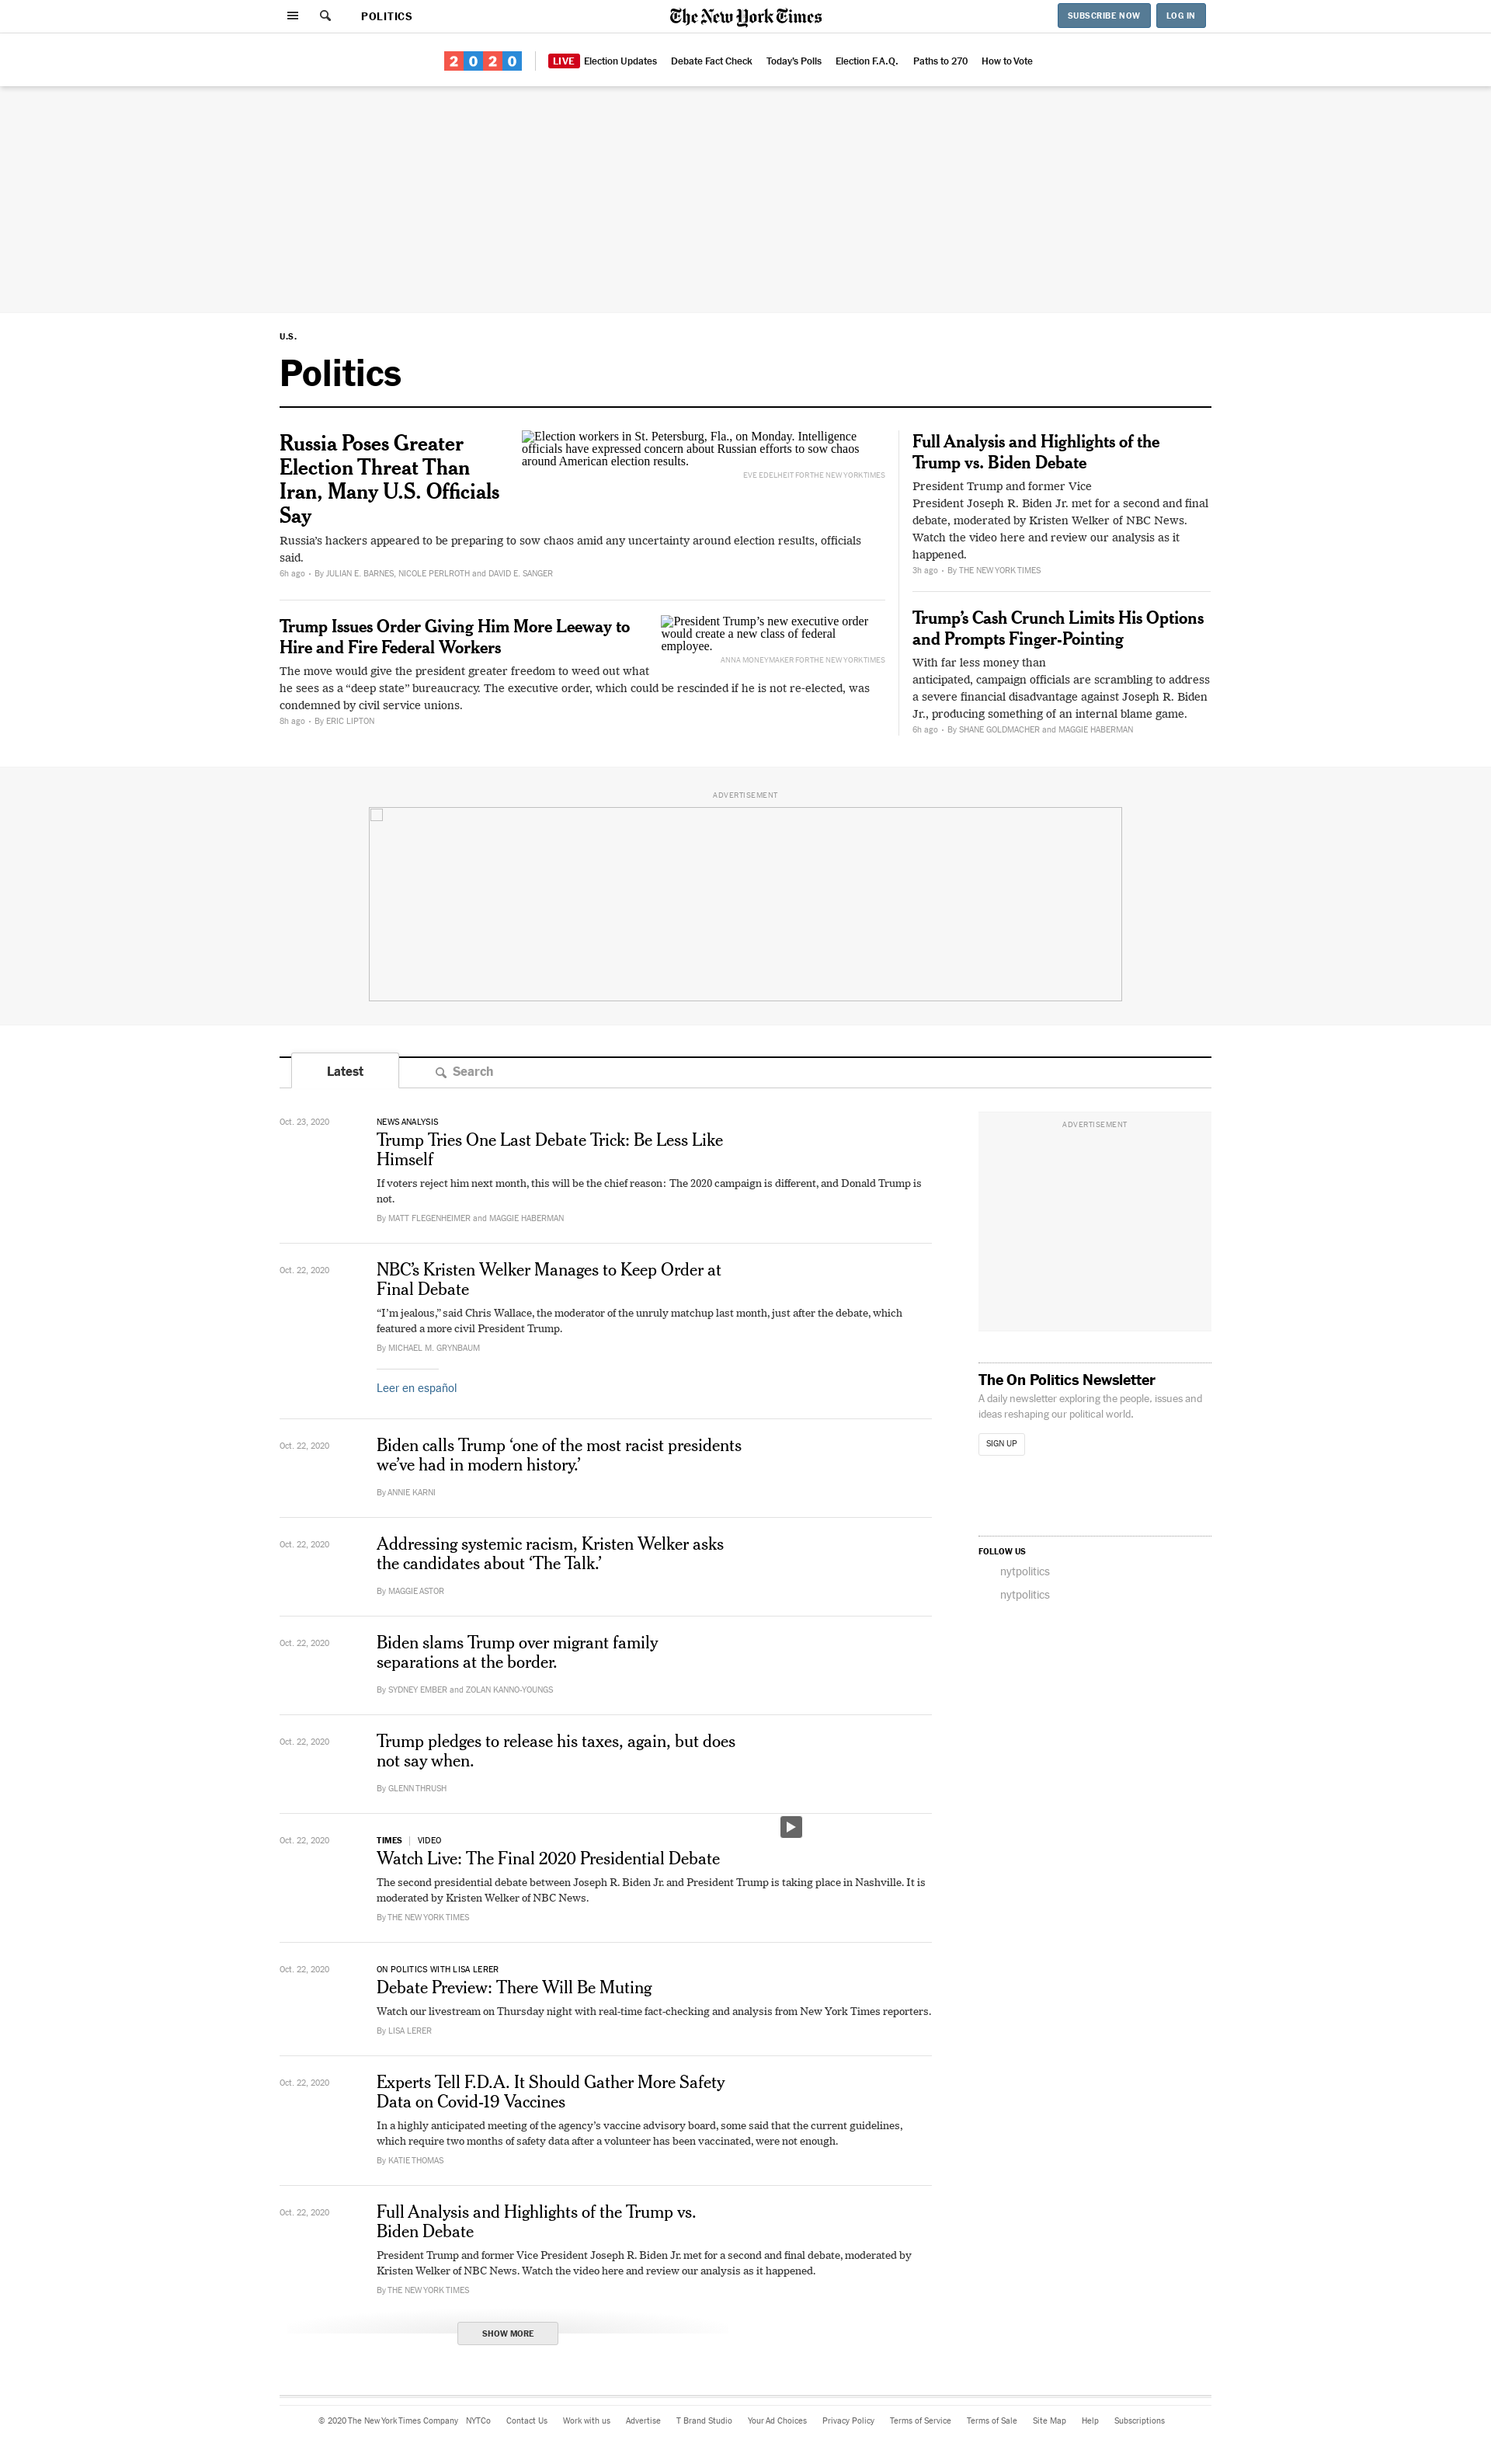 POLITICS
The New York Times
SUBSCRIBE NOW
LOG IN
2020
LIVE Election Updates
Debate Fact Check
Today's Polls
Election F.A.Q.
Paths to 270
How to Vote
U.S.
Politics
Russia Poses Greater
Election Threat Than
Iran, Many U.S. Officials
Say
Election workers in St. Petersburg, Fla., on Monday. Intelligence
officials have expressed concern about Russian efforts to sow chaos
around American election results.
EVE EDELHEIT FOR THE NEW YORK TIMES
Russia’s hackers appeared to be preparing to sow chaos amid any uncertainty around election results, officials
said.
6h ago • By JULIAN E. BARNES, NICOLE PERLROTH and DAVID E. SANGER
Trump Issues Order Giving Him More Leeway to
Hire and Fire Federal Workers
President Trump’s new executive order
would create a new class of federal
employee.
ANNA MONEYMAKER FOR THE NEW YORK TIMES
The move would give the president greater freedom to weed out what
he sees as a “deep state” bureaucracy. The executive order, which could be rescinded if he is not re-elected, was
condemned by civil service unions.
8h ago • By ERIC LIPTON
Full Analysis and Highlights of the
Trump vs. Biden Debate
President Trump and former Vice
President Joseph R. Biden Jr. met for a second and final
debate, moderated by Kristen Welker of NBC News.
Watch the video here and review our analysis as it
happened.
3h ago • By THE NEW YORK TIMES
Trump’s Cash Crunch Limits His Options
and Prompts Finger-Pointing
With far less money than
anticipated, campaign officials are scrambling to address
a severe financial disadvantage against Joseph R. Biden
Jr., producing something of an internal blame game.
6h ago • By SHANE GOLDMACHER and MAGGIE HABERMAN
ADVERTISEMENT
Latest
Search
Oct. 23, 2020
NEWS ANALYSIS
Trump Tries One Last Debate Trick: Be Less Like
Himself
If voters reject him next month, this will be the chief reason: The 2020 campaign is different, and Donald Trump is
not.
By MATT FLEGENHEIMER and MAGGIE HABERMAN
Oct. 22, 2020
NBC’s Kristen Welker Manages to Keep Order at
Final Debate
“I’m jealous,” said Chris Wallace, the moderator of the unruly matchup last month, just after the debate, which
featured a more civil President Trump.
By MICHAEL M. GRYNBAUM
Leer en español
Oct. 22, 2020
Biden calls Trump ‘one of the most racist presidents
we’ve had in modern history.’
By ANNIE KARNI
Oct. 22, 2020
Addressing systemic racism, Kristen Welker asks
the candidates about ‘The Talk.’
By MAGGIE ASTOR
Oct. 22, 2020
Biden slams Trump over migrant family
separations at the border.
By SYDNEY EMBER and ZOLAN KANNO-YOUNGS
Oct. 22, 2020
Trump pledges to release his taxes, again, but does
not say when.
By GLENN THRUSH
Oct. 22, 2020
TIMES | VIDEO
Watch Live: The Final 2020 Presidential Debate
The second presidential debate between Joseph R. Biden Jr. and President Trump is taking place in Nashville. It is
moderated by Kristen Welker of NBC News.
By THE NEW YORK TIMES
Oct. 22, 2020
ON POLITICS WITH LISA LERER
Debate Preview: There Will Be Muting
Watch our livestream on Thursday night with real-time fact-checking and analysis from New York Times reporters.
By LISA LERER
Oct. 22, 2020
Experts Tell F.D.A. It Should Gather More Safety
Data on Covid-19 Vaccines
In a highly anticipated meeting of the agency’s vaccine advisory board, some said that the current guidelines,
which require two months of safety data after a volunteer has been vaccinated, were not enough.
By KATIE THOMAS
Oct. 22, 2020
Full Analysis and Highlights of the Trump vs.
Biden Debate
President Trump and former Vice President Joseph R. Biden Jr. met for a second and final debate, moderated by
Kristen Welker of NBC News. Watch the video here and review our analysis as it happened.
By THE NEW YORK TIMES
SHOW MORE
ADVERTISEMENT
The On Politics Newsletter
A daily newsletter exploring the people, issues and
ideas reshaping our political world.
SIGN UP
FOLLOW US
nytpolitics
nytpolitics
© 2020 The New York Times Company
NYTCo
Contact Us
Work with us
Advertise
T Brand Studio
Your Ad Choices
Privacy Policy
Terms of Service
Terms of Sale
Site Map
Help
Subscriptions